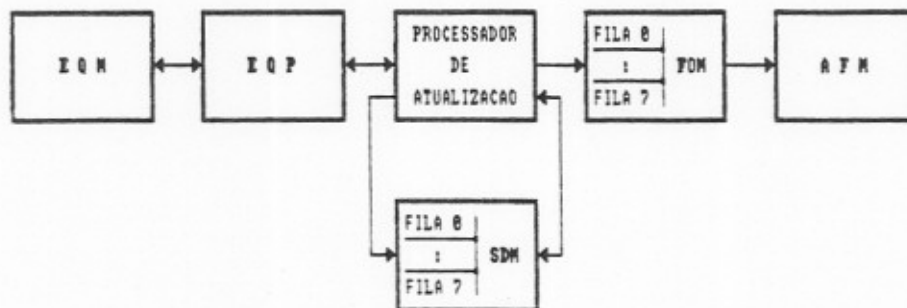 E Q M
E Q P
PROCESSADOR
DE
ATUALIZACAO
FILA 0
:
FILA 7
FOM
A F M
FILA 0
:
FILA 7
SDM